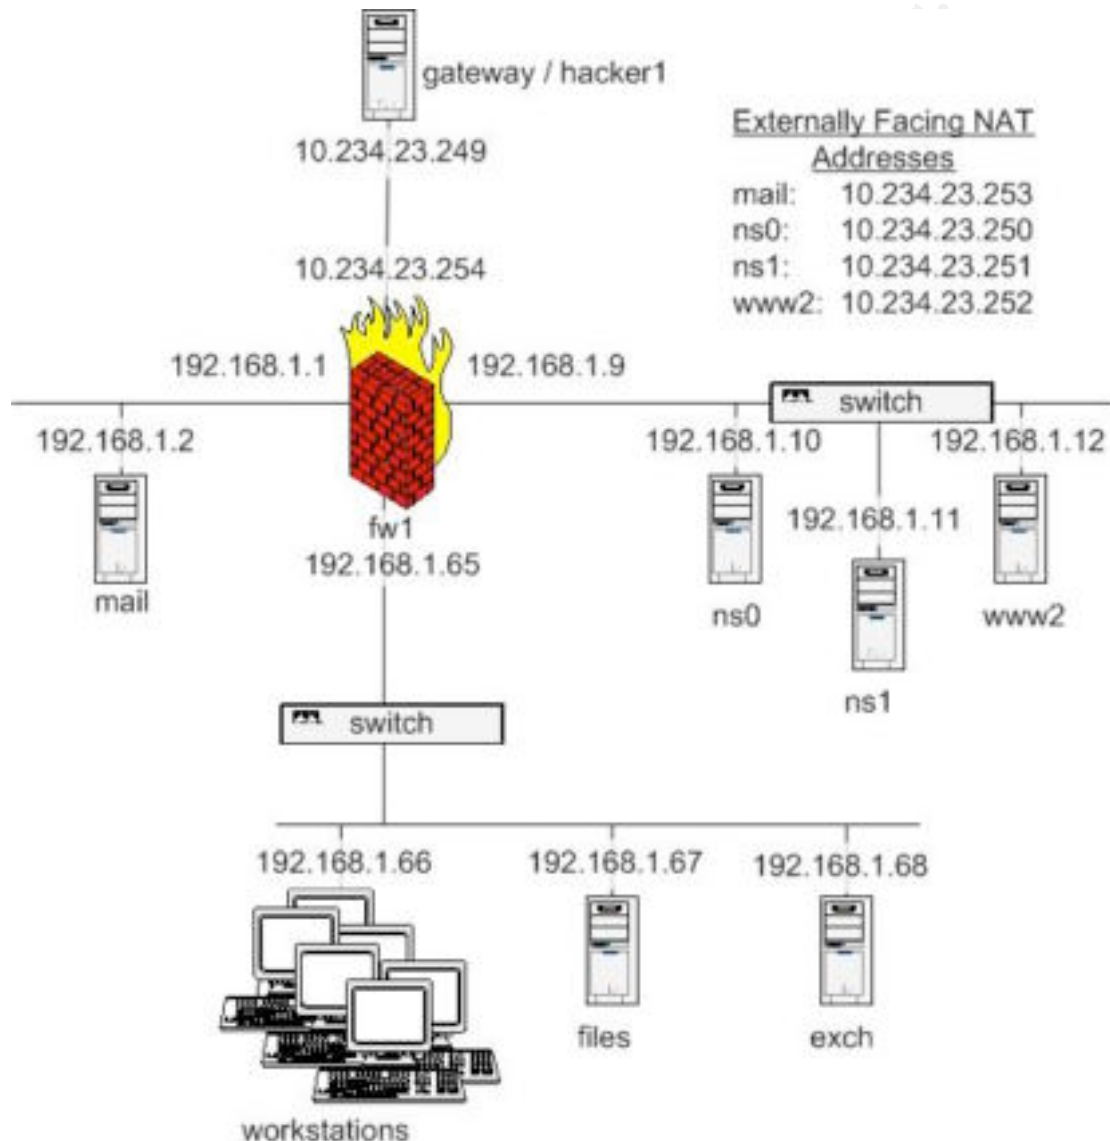 gateway / hacker1
10.234.23.249
Externally Facing NAT
Addresses
mail: 10.234.23.253
ns0: 10.234.23.250
ns1: 10.234.23.251
www2: 10.234.23.252
10.234.23.254
192.168.1.1
192.168.1.9
switch
192.168.1.2
192.168.1.10
192.168.1.12
192.168.1.11
fw1
192.168.1.65
mail
ns0
www2
ns1
switch
192.168.1.66
192.168.1.67
192.168.1.68
files
exch
workstations